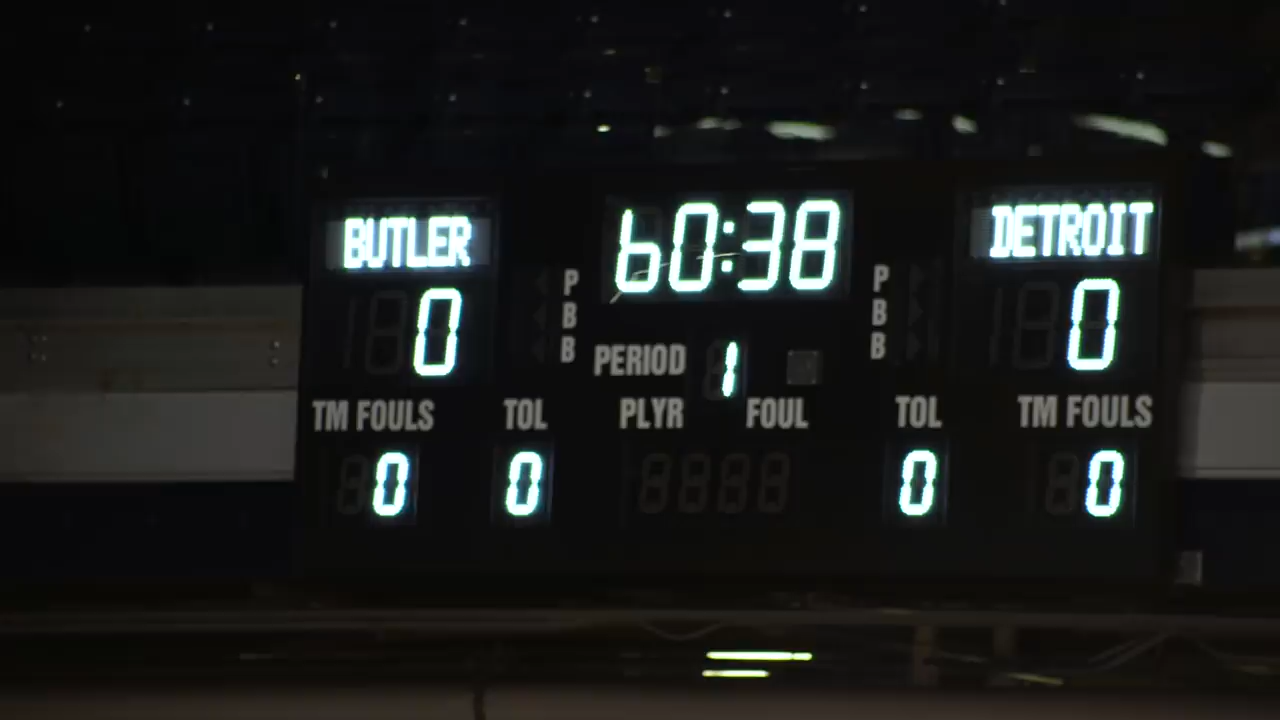 BUTLER 60:38 DETROIT
0 P B B P B B 0
PERIOD 1
TM FOULS TOL PLYR FOUL TOL TM FOULS
0 0 0 0